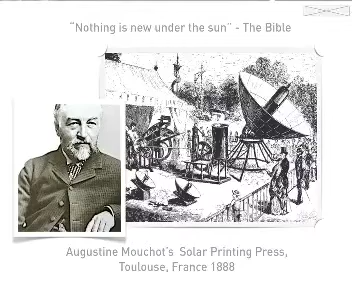 "Nothing is new under the sun" - The Bible
Augustine Mouchot's Solar Printing Press,
Toulouse, France 1888